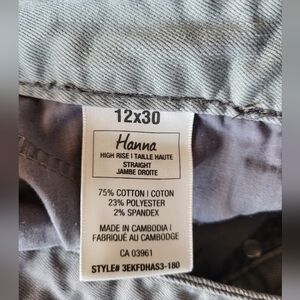 12x30
Hanna
HIGH RISE | TAILLE HAUTE
STRAIGHT
JAMBE DROITE
75% COTTON | COTON
23% POLYESTER
2% SPANDEX
MADE IN CAMBODIA |
FABRIQUÉ AU CAMBODGE
CA 03961
STYLE# 3EKFDHAS3-180